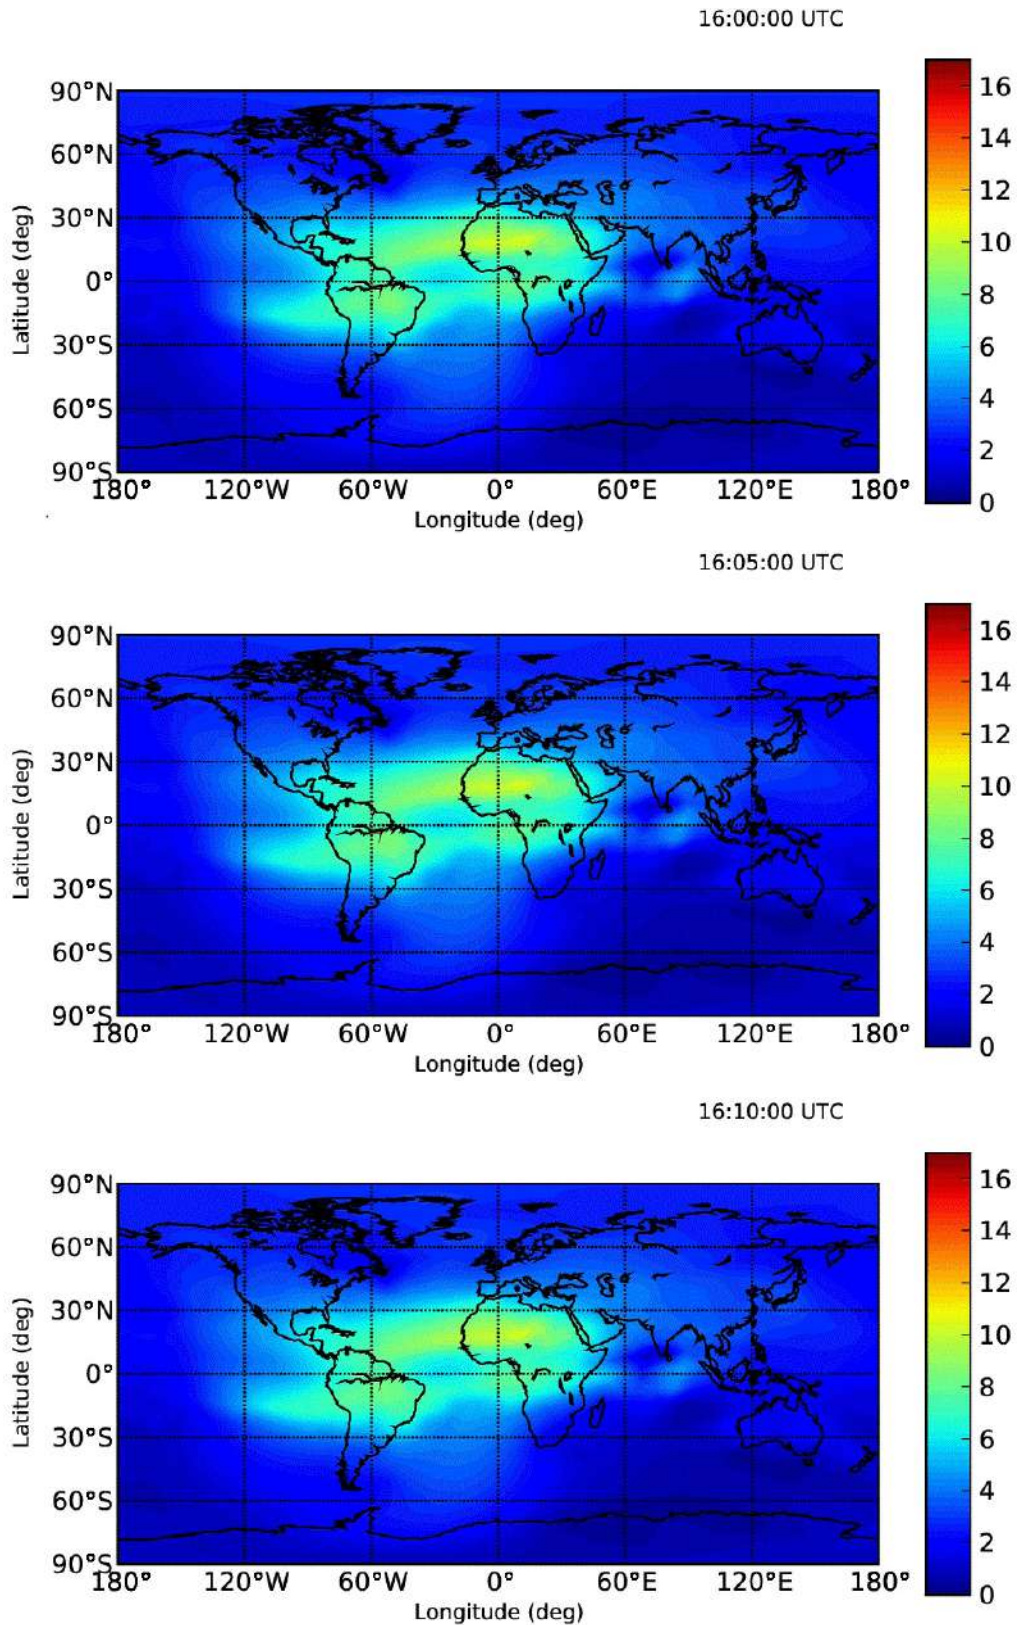 16:00:00 UTC
90°N
60°N
30°N
0°
30°S
60°S
90°S
Latitude (deg)
180° 120°W 60°W 0° 60°E 120°E 180°
Longitude (deg)
16
14
12
10
8
6
4
2
0
16:05:00 UTC
90°N
60°N
30°N
0°
30°S
60°S
90°S
Latitude (deg)
180° 120°W 60°W 0° 60°E 120°E 180°
Longitude (deg)
16
14
12
10
8
6
4
2
0
16:10:00 UTC
90°N
60°N
30°N
0°
30°S
60°S
90°S
Latitude (deg)
180° 120°W 60°W 0° 60°E 120°E 180°
Longitude (deg)
16
14
12
10
8
6
4
2
0